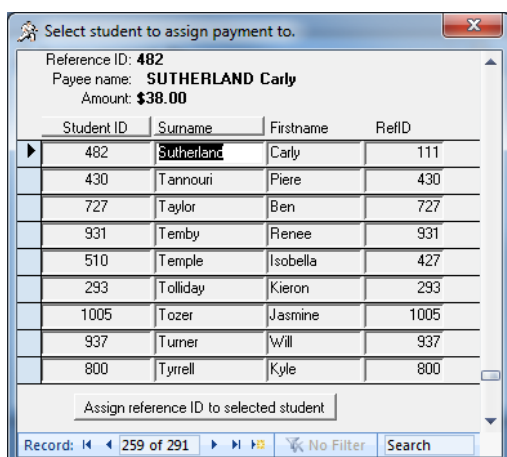 Select student to assign payment to.
Reference ID: 482
Payee name: SUTHERLAND Carly
Amount: $38.00
Student ID Surname Firstname RefID
482 Sutherland Carly 111
430 Tannouri Piere 430
727 Taylor Ben 727
931 Temby Renee 931
510 Temple Isobella 427
293 Tolliday Kieron 293
1005 Tozer Jasmine 1005
937 Turner Will 937
800 Tyrrell Kyle 800
Assign reference ID to selected student
Record: 259 of 291 No Filter Search